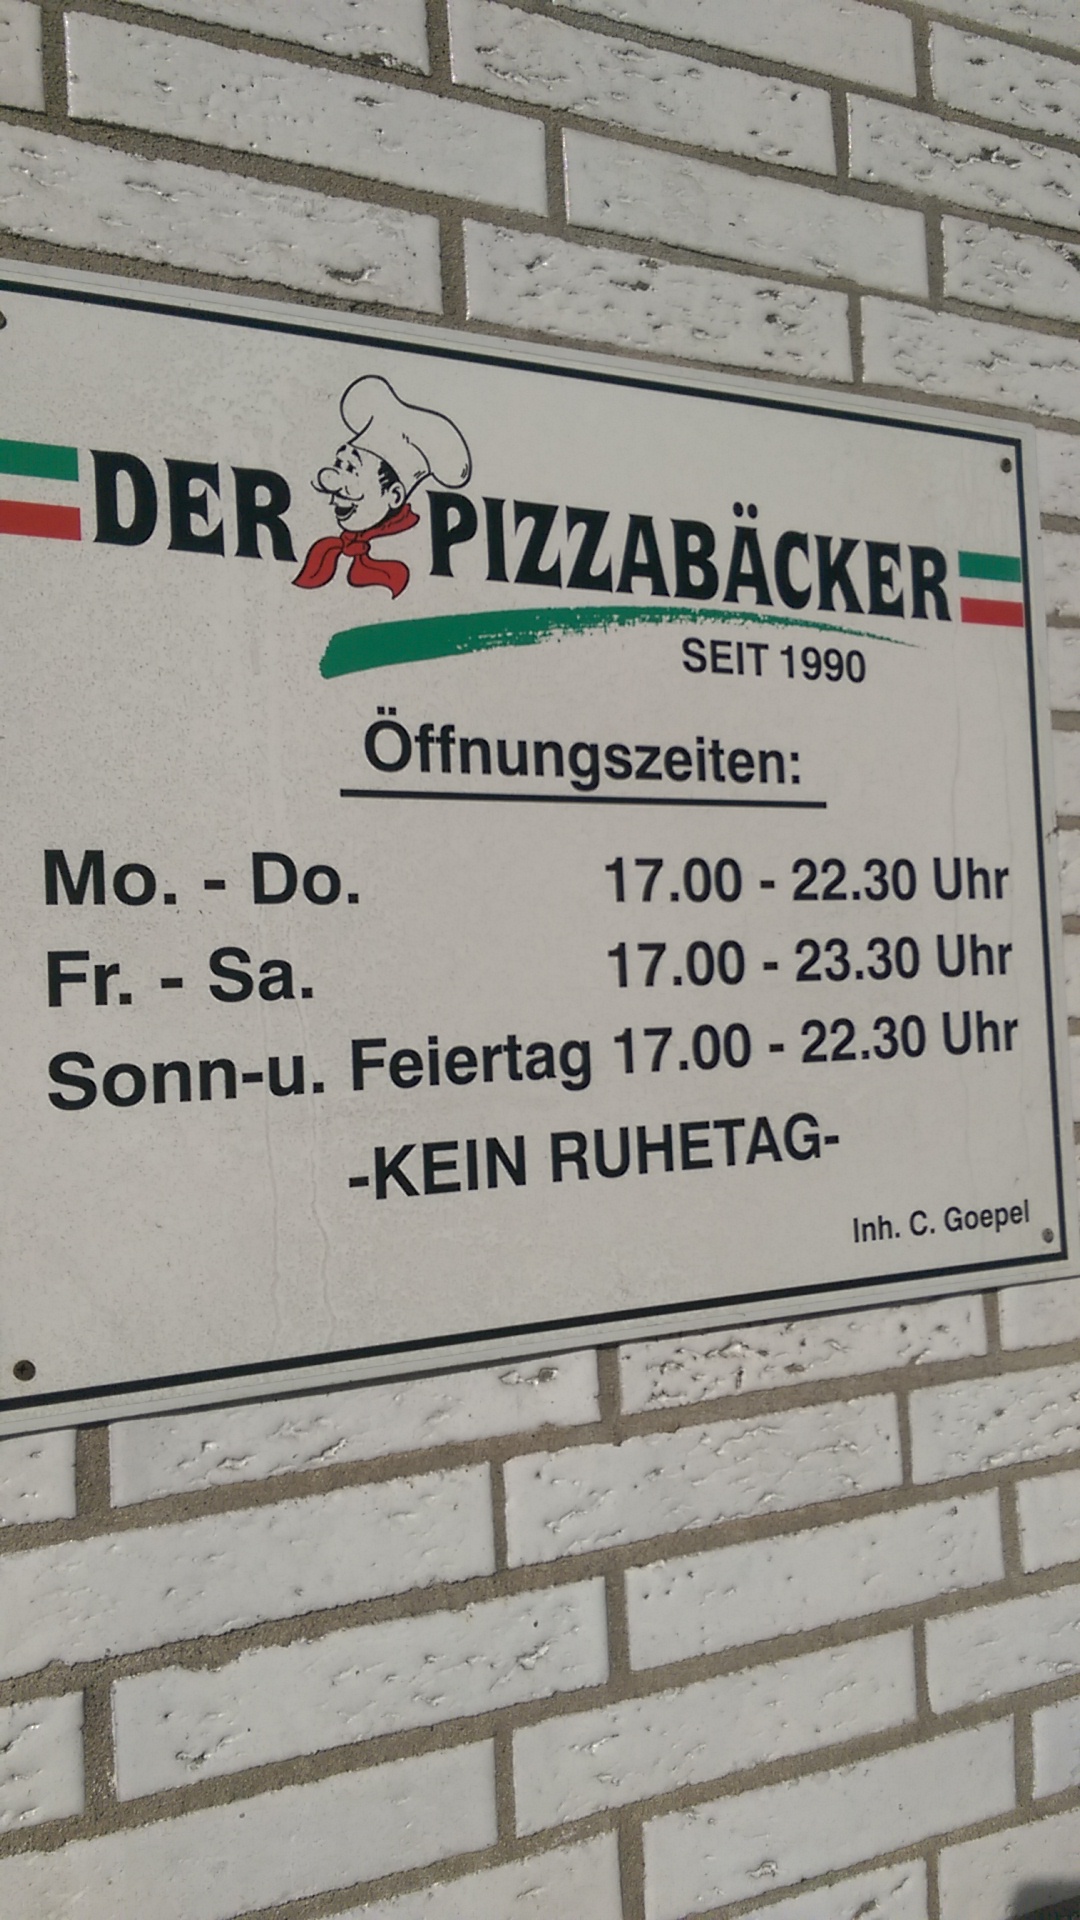 DER PIZZABÄCKER
SEIT 1990
Öffnungszeiten:
Mo. - Do. 17.00 - 22.30 Uhr
Fr. - Sa. 17.00 - 23.30 Uhr
Sonn-u. Feiertag 17.00 - 22.30 Uhr
-KEIN RUHETAG-
Inh. C. Goepel